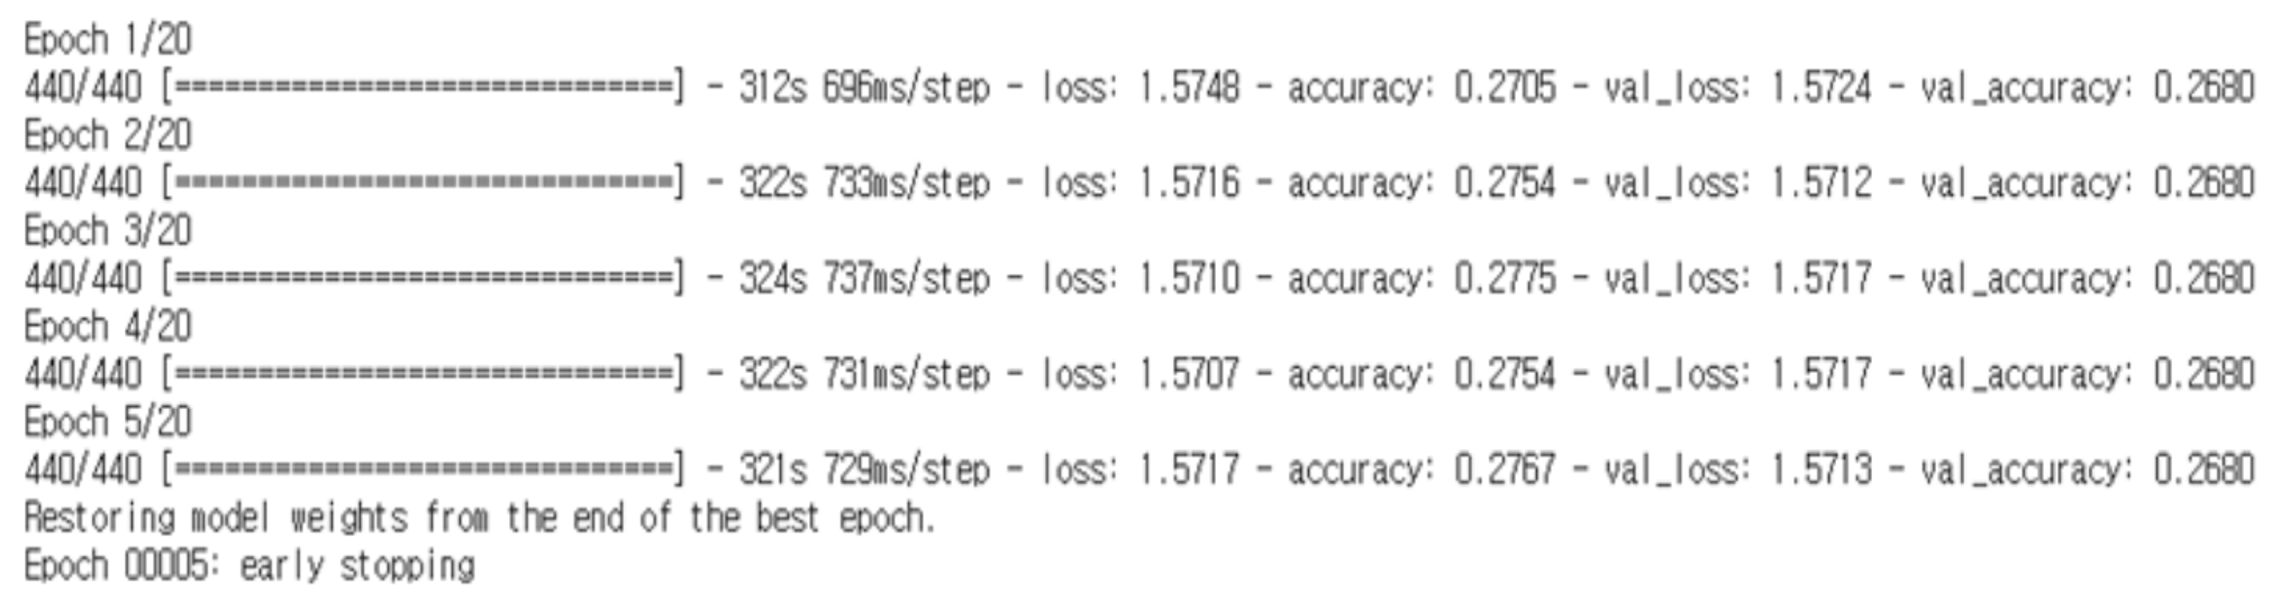 Epoch 1/20
440/440 [==============================] - 312s 696ms/step - loss: 1.5748 - accuracy: 0.2705 - val_loss: 1.5724 - val_accuracy: 0.2680
Epoch 2/20
440/440 [==============================] - 322s 733ms/step - loss: 1.5716 - accuracy: 0.2754 - val_loss: 1.5712 - val_accuracy: 0.2680
Epoch 3/20
440/440 [==============================] - 324s 737ms/step - loss: 1.5710 - accuracy: 0.2775 - val_loss: 1.5717 - val_accuracy: 0.2680
Epoch 4/20
440/440 [==============================] - 322s 731ms/step - loss: 1.5707 - accuracy: 0.2754 - val_loss: 1.5717 - val_accuracy: 0.2680
Epoch 5/20
440/440 [==============================] - 321s 729ms/step - loss: 1.5717 - accuracy: 0.2767 - val_loss: 1.5713 - val_accuracy: 0.2680
Restoring model weights from the end of the best epoch.
Epoch 00005: early stopping